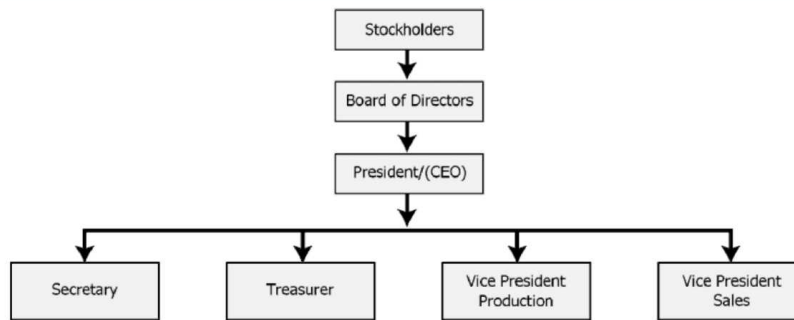 Stockholders
Board of Directors
President/(CEO)
Secretary
Treasurer
Vice President
Production
Vice President
Sales